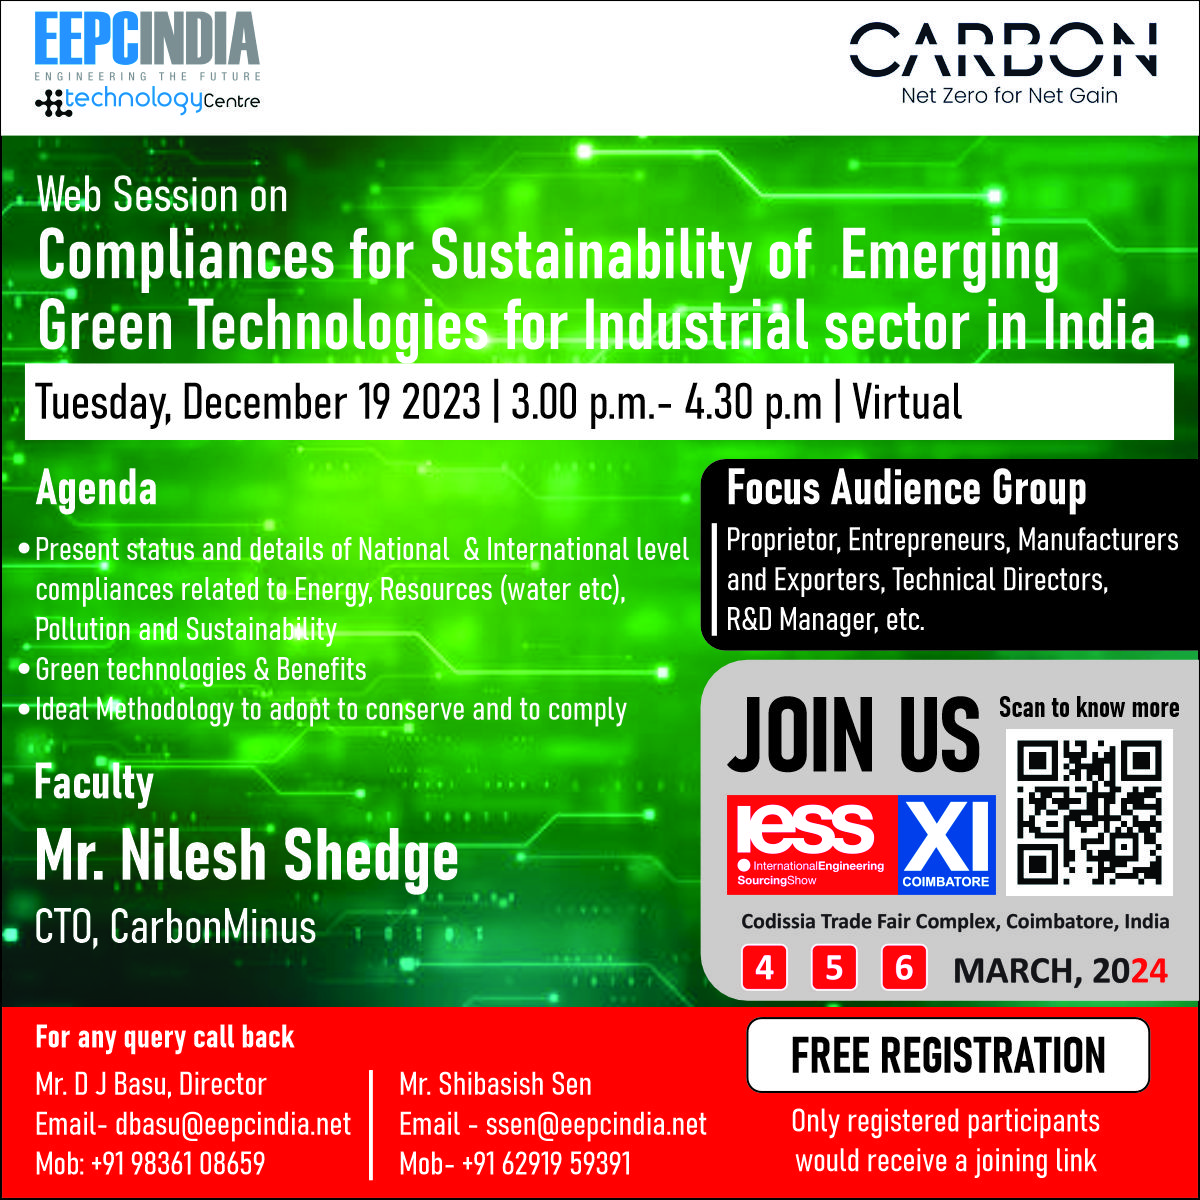 EEPCINDIA
ENGINEERING THE FUTURE
technologyCentre
CARBON
Net Zero for Net Gain
Web Session on
Compliances for Sustainability of Emerging
Green Technologies for Industrial sector in India
Tuesday, December 19 2023 | 3.00 p.m.- 4.30 p.m | Virtual
Agenda
• Present status and details of National & International level
compliances related to Energy, Resources (water etc),
Pollution and Sustainability
• Green technologies & Benefits
• Ideal Methodology to adopt to conserve and to comply
Faculty
Mr. Nilesh Shedge
CTO, CarbonMinus
Focus Audience Group
Proprietor, Entrepreneurs, Manufacturers
and Exporters, Technical Directors,
R&D Manager, etc.
JOIN US
Scan to know more
iess
InternationalEngineering
SourcingShow
XI
COIMBATORE
Codissia Trade Fair Complex, Coimbatore, India
4 5 6 MARCH, 2024
For any query call back
Mr. D J Basu, Director
Email- dbasu@eepcindia.net
Mob: +91 98361 08659
Mr. Shibasish Sen
Email - ssen@eepcindia.net
Mob- +91 62919 59391
FREE REGISTRATION
Only registered participants
would receive a joining link